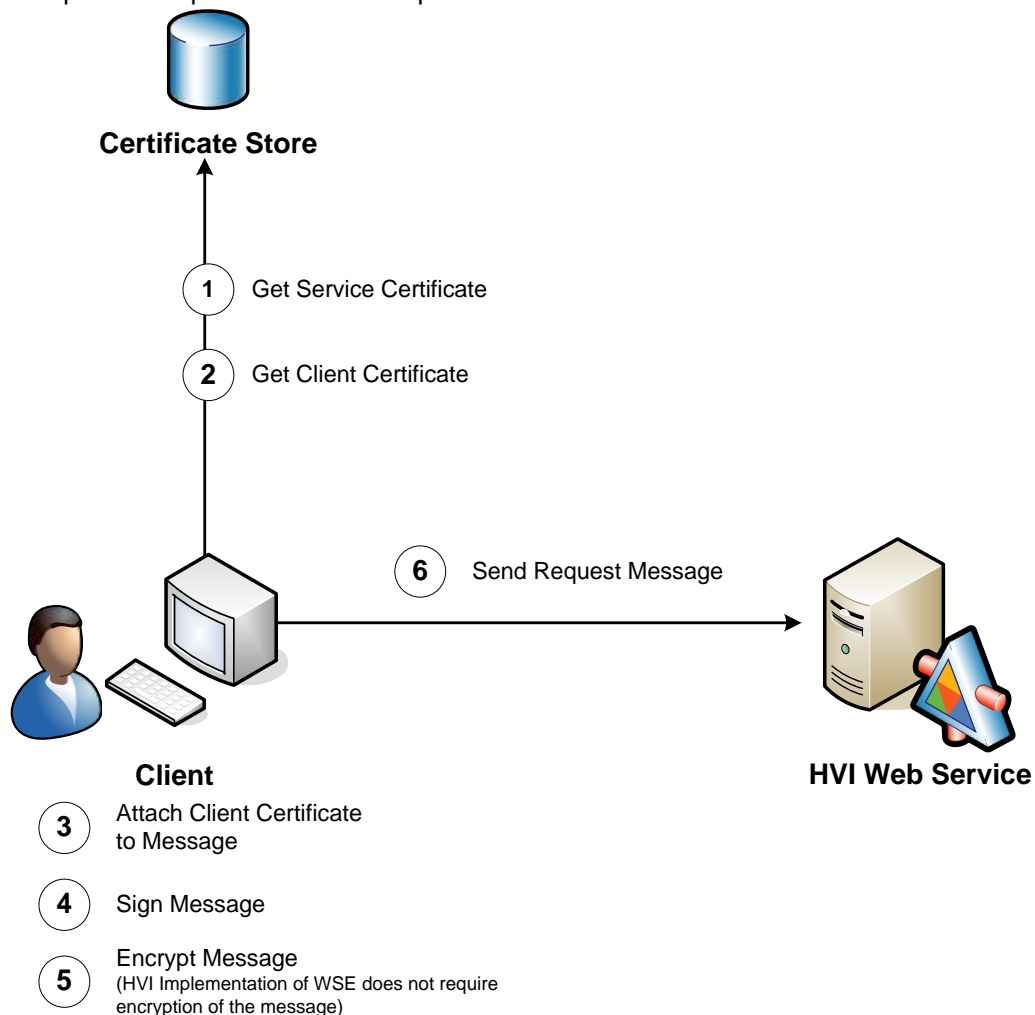 Certificate Store
1 Get Service Certificate
2 Get Client Certificate
6 Send Request Message
Client
HVI Web Service
3 Attach Client Certificate
to Message
4 Sign Message
5 Encrypt Message
(HVI Implementation of WSE does not require
encryption of the message)